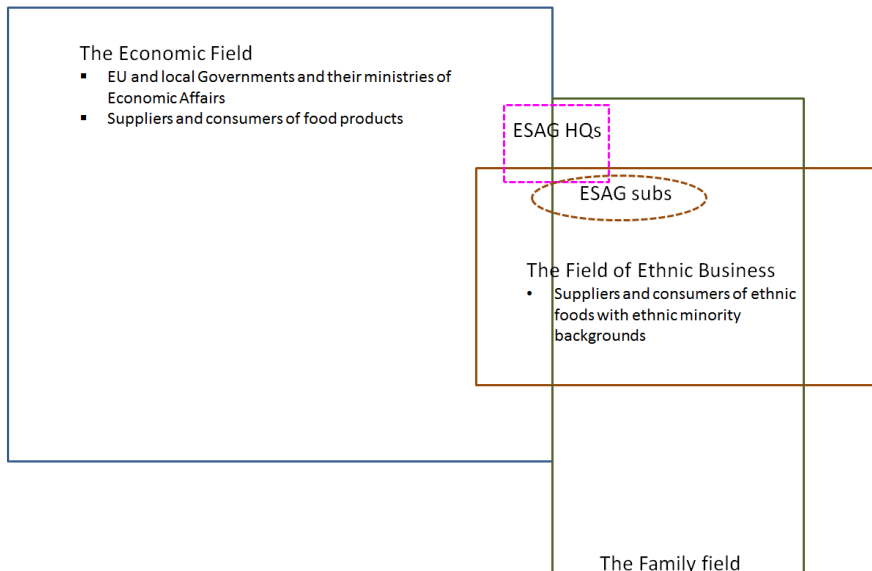 The Economic Field
▪ EU and local Governments and their ministries of
Economic Affairs
▪ Suppliers and consumers of food products
ESAG HQs
ESAG subs
The Field of Ethnic Business
• Suppliers and consumers of ethnic
foods with ethnic minority
backgrounds
The Family field